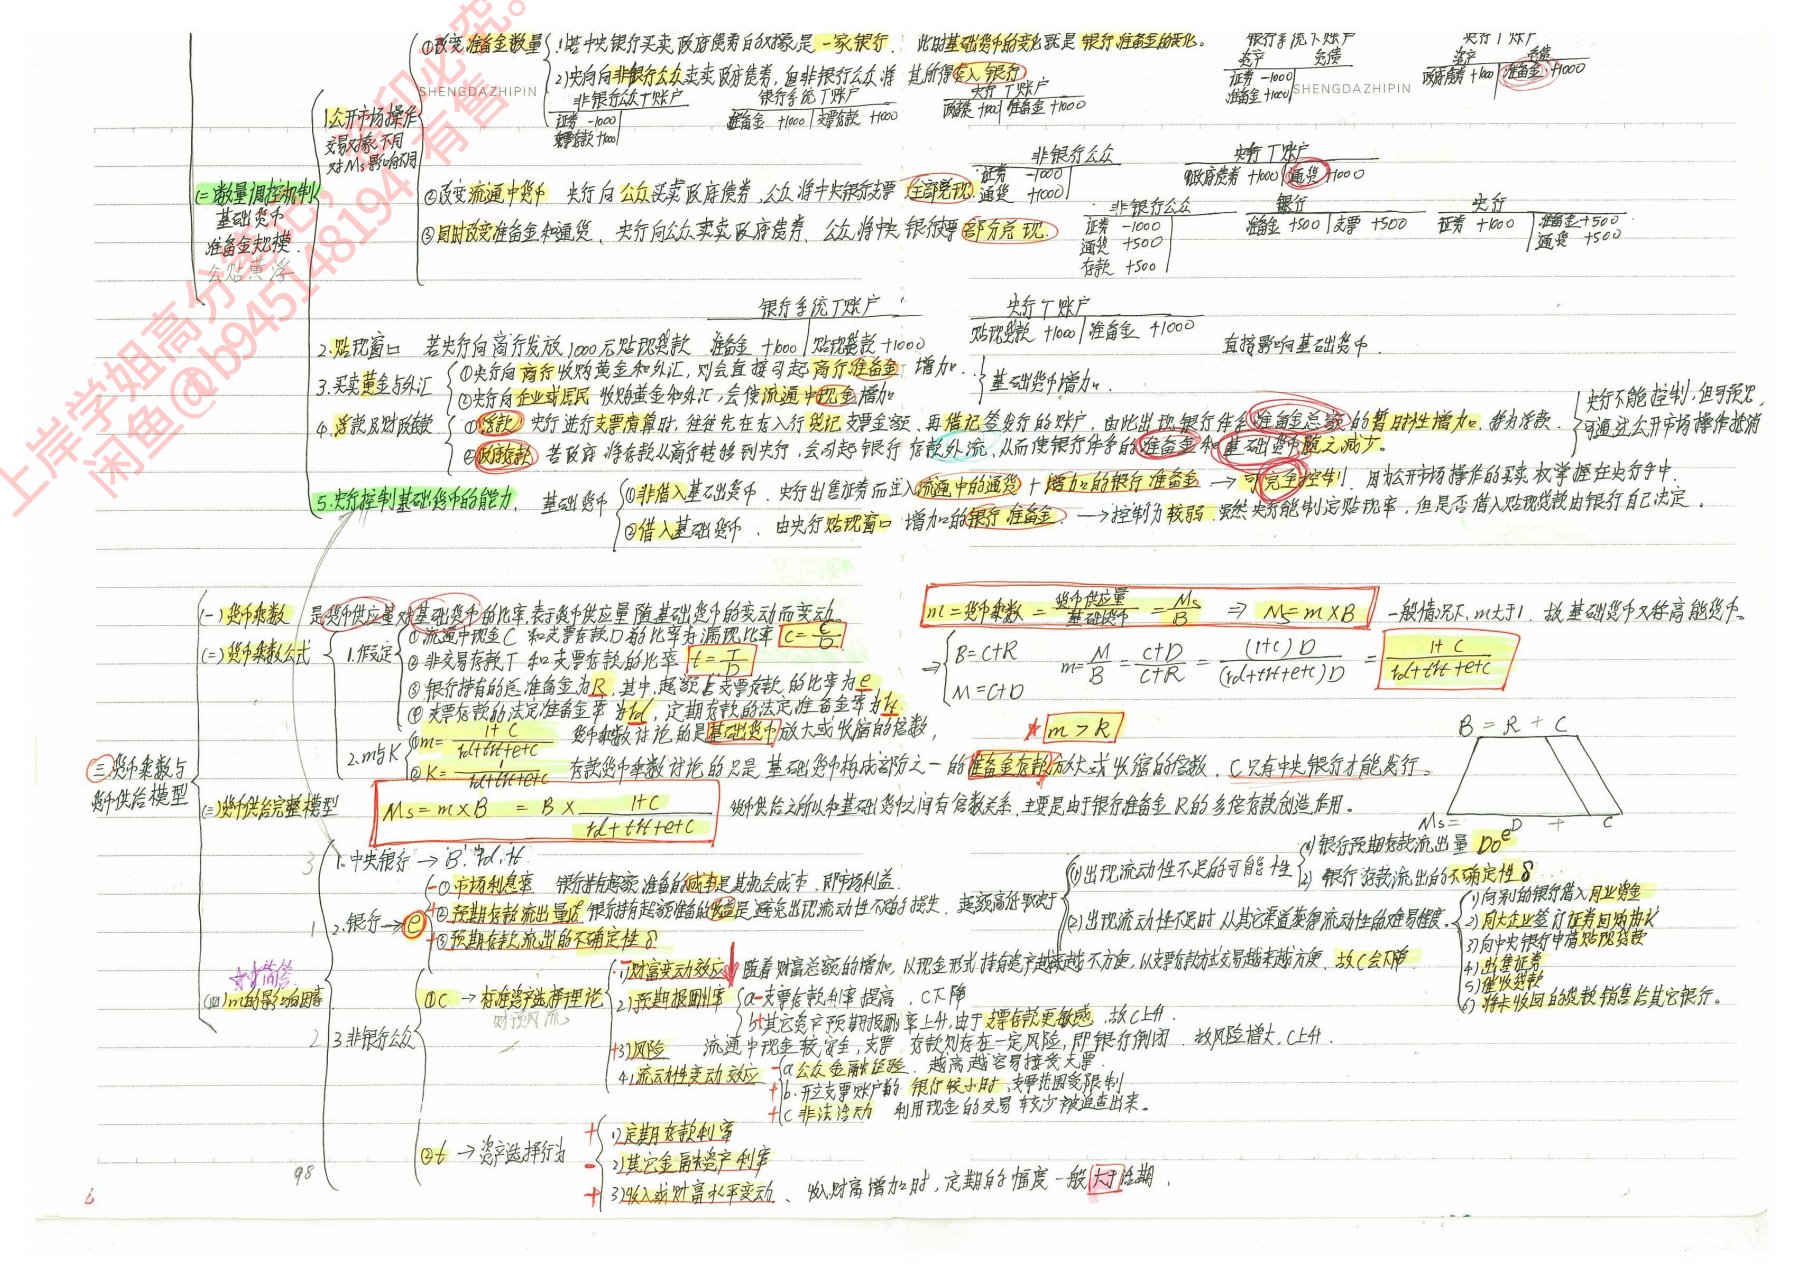 (二)数量调控机制
基础货币
准备金规模
公贴黄浮
1.公开市场操作
交易对象不同
对Ms影响不同
①改变准备金数量
1)若中央银行买卖政府债券的对象是一家银行,此时基础货币的变化就是银行准备金的变化。
银行系统T账户
资产 负债
证券 -1000
准备金 +1000
央行T账户
资产 负债
政府债券 +1000 准备金 +1000
2)央行向非银行公众买卖政府债券,但非银行公众将其所得存入银行
非银行公众T账户
证券 -1000
支票存款 +1000
银行系统T账户
准备金 +1000 支票存款 +1000
央行T账户
政债 +1000 准备金 +1000
SHENGDAZHIPIN
SHENGDAZHIPIN
②改变流通中货币 央行向公众买卖政府债券,公众将中央银行支票全部兑现.
非银行公众
证券 -1000
通货 +1000
央行T账户
政府债券 +1000 通货 +1000
③同时改变准备金和通货、央行向公众买卖政府债券、公众将中央银行支票部分兑现.
非银行公众
证券 -1000
通货 +500
存款 +500
银行
准备金 +500 支票 +500
央行
证券 +1000 准备金 +500
通货 +500
2.贴现窗口 若央行向商行发放1000元贴现贷款
银行系统T账户
准备金 +1000 贴现贷款 +1000
央行T账户
贴现贷款 +1000 准备金 +1000
直接影响基础货币.
3.买卖黄金与外汇
①央行向商行收购黄金和外汇,则会直接引起商行准备金增加.
②央行向企业或居民收购黄金和外汇,会使流通中现金增加
基础货币增加.
4.浮款及财政存款
①浮款 央行进行支票清算时,往往先在存入行贷记支票金额、再借记签发行的账户,由此出现银行体系准备金总额的暂时性增加,称为浮款.
②政府存款 若政府将存款从商行转移到央行,会引起银行存款外流,从而使银行体系的准备金和基础货币随之减少.
央行不能控制,但可预见,
可通过公开市场操作抵消
5.央行控制基础货币的能力.
基础货币
①非借入基础货币. 央行出售证券而注入流通中的通货+增加的银行准备金→可完全控制. 因为公开市场操作的买卖权掌握在央行手中.
②借入基础货币、由央行贴现窗口增加的银行准备金.→控制力较弱.虽然央行能制定贴现率,但是否借入贴现贷款由银行自己决定.
三.货币乘数与
货币供给模型
(一)货币乘数 是货币供应量对基础货币的比率,表示货币供应量随基础货币的变动而变动.
m=货币乘数=货币供应量/基础货币=Ms/B ⇒ Ms=m×B
一般情况下,m大于1.故基础货币又称高能货币。
(二)货币乘数公式
1.假定
①流通中现金C和支票存款D的比率为漏现比率 c=C/D
②非交易存款T和支票存款的比率 t=T/D
③银行持有的总准备金为R,其中,超额占支票存款的比率为e
④支票存款的法定准备金率为rd,定期存款的法定准备金率为rt
⇒ B=C+R
M=C+D
m=M/B=(C+D)/(C+R)=(1+c)D/(rd+t·rt+e+c)D=(1+c)/(rd+t·rt+e+c)
2.m与K
①m=(1+c)/(rd+t·rt+e+c) 货币乘数讨论的是基础货币放大或收缩的倍数,
②K=1/(rd+t·rt+e+c) 存款货币乘数讨论的只是基础货币构成部分之一的准备金存款放大或收缩的倍数. C只有中央银行才能发行。
★ m>K
B=R+C
Ms= D + C
(三)货币供给完整模型 Ms=m×B =B×(1+c)/(rd+t·rt+e+c)
货币供给之所以和基础货币之间有倍数关系,主要是由于银行准备金R的多倍存款创造作用。
(四)m的影响因素
☆☆简答
3 1.中央银行→B.rd,rt.
1 2.银行→e
-①市场利息率 银行持有超额准备的成本是其机会成本,即市场利益.
+②预期存款流出量 银行持有超额准备的收益是避免出现流动性不足的损失.
+③预期存款流出的不确定性δ
超额高低取决于
(1)出现流动性不足的可能性
(1)银行预期存款流出量
(2)银行存款流出的不确定性δ
(2)出现流动性不足时从其它渠道获得流动性的难易程度.
1)向别的银行借入同业资金
2)同大企业签订证券回购协议
3)向中央银行申请贴现贷款
4)出售证券
5)催收贷款
6)将未收回的贷款销售给其它银行。
2 3.非银行公众
①C→标准资产选择理论
财预风流
-1)财富变动效应 随着财富总额的增加,以现金形式持有资产越来越不方便,以支票存款方式交易越来越方便.故C会下降
2)预期报酬率
a-支票存款利率提高.C下降
b+其它资产预期报酬率上升,由于支票存款更敏感.故C上升.
+3)风险 流通中现金较安全,支票存款则存在一定风险,即银行倒闭.故风险增大,C上升.
4)流动性变动效应
-a.公众金融经验.越高越容易接受支票.
+b.开立支票账户的银行较小时,支票范围受限制
+c.非法活动 利用现金的交易较少被追查出来。
②t→资产选择行为
+1)定期存款利率
-2)其它金融资产利率
+3)收入或财富水平变动、收入财富增加时,定期的幅度一般大于活期.
98
6
上岸学姐高分笔记,
闲鱼@b945148194有售